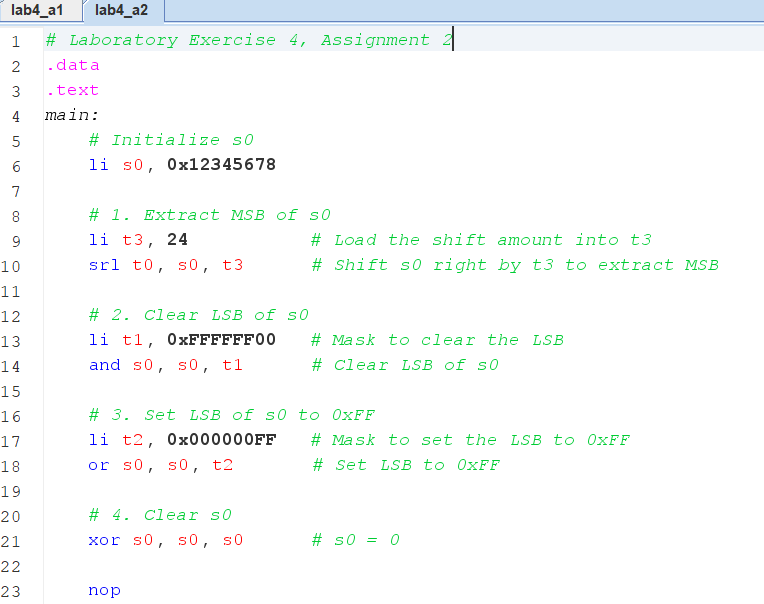 lab4_a1 lab4_a2
1 # Laboratory Exercise 4, Assignment 2
2 .data
3 .text
4 main:
5 # Initialize s0
6 li s0, 0x12345678
7
8 # 1. Extract MSB of s0
9 li t3, 24 # Load the shift amount into t3
10 srl t0, s0, t3 # Shift s0 right by t3 to extract MSB
11
12 # 2. Clear LSB of s0
13 li t1, 0xFFFFFF00 # Mask to clear the LSB
14 and s0, s0, t1 # Clear LSB of s0
15
16 # 3. Set LSB of s0 to 0xFF
17 li t2, 0x000000FF # Mask to set the LSB to 0xFF
18 or s0, s0, t2 # Set LSB to 0xFF
19
20 # 4. Clear s0
21 xor s0, s0, s0 # s0 = 0
22
23 nop